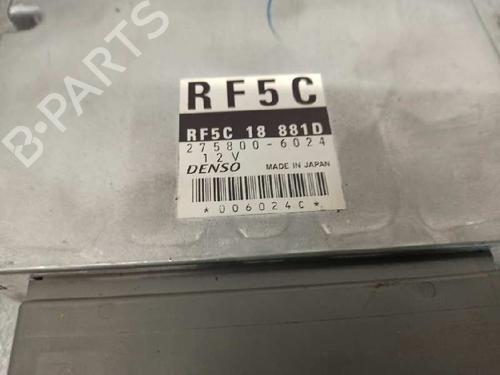 B-PARTS
RF5C
RF5C 18 881D
275800-6024
12V
DENSO MADE IN JAPAN
*006024C*